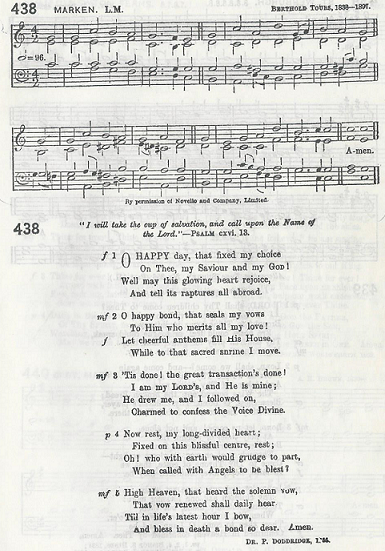 438 MARKEN. L.M. BERTHOLD TOURS, 1838—1897.
=96.
A-men.
By permission of Novello and Company, Limited.
438
"I will take the cup of salvation, and call upon the Name of
the Lord."—PSALM cxvi. 13.
f 1 O HAPPY day, that fixed my choice
On Thee, my Saviour and my GOD!
Well may this glowing heart rejoice,
And tell its raptures all abroad.
mf 2 O happy bond, that seals my vows
To Him who merits all my love!
f Let cheerful anthems fill His House,
While to that sacred shrine I move.
mf 3 'Tis done! the great transaction's done!
I am my LORD'S, and He is mine;
He drew me, and I followed on,
Charmed to confess the Voice Divine.
p 4 Now rest, my long-divided heart;
Fixed on this blissful centre, rest;
Oh! who with earth would grudge to part,
When called with Angels to be blest?
mf 5 High Heaven, that heard the solemn vow,
That vow renewed shall daily hear
Till in life's latest hour I bow,
And bless in death a bond so dear. Amen.
DR. P. DODDRIDGE,